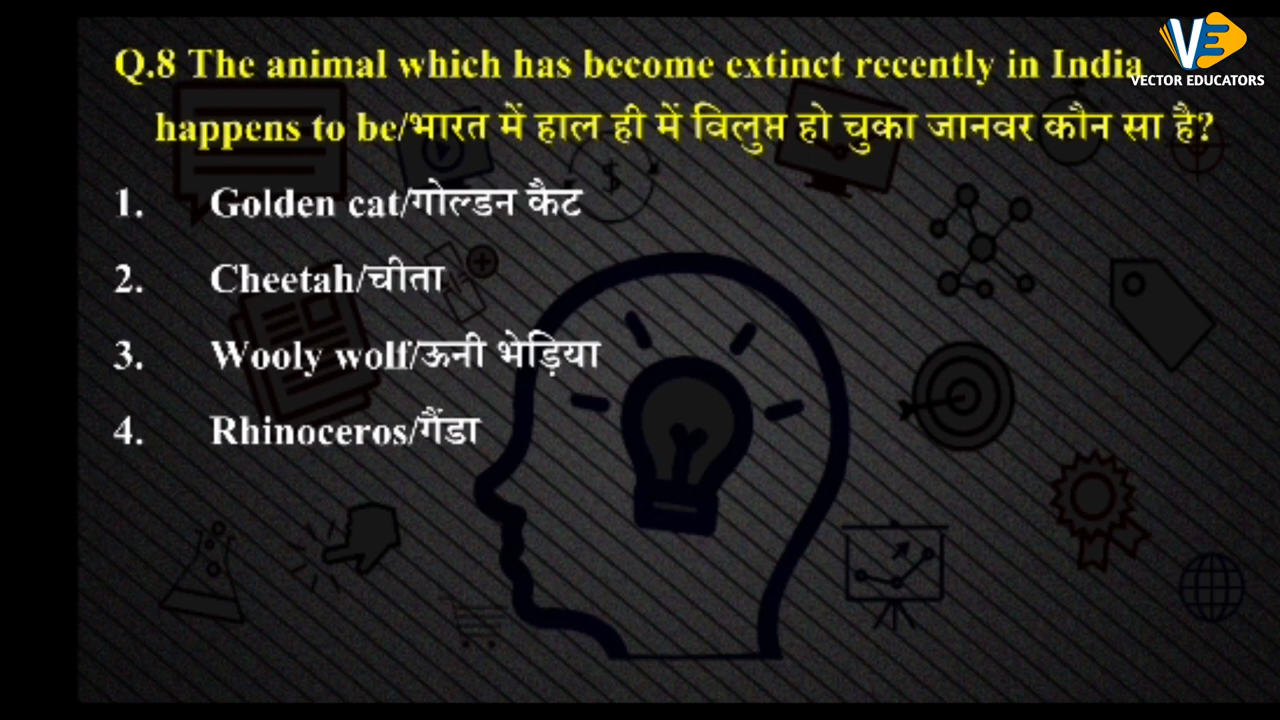 VE
VECTOR EDUCATORS
Q.8 The animal which has become extinct recently in India
happens to be/भारत में हाल ही में विलुप्त हो चुका जानवर कौन सा है?
1. Golden cat/गोल्डन कैट
2. Cheetah/चीता
3. Wooly wolf/ऊनी भेड़िया
4. Rhinoceros/गैंडा